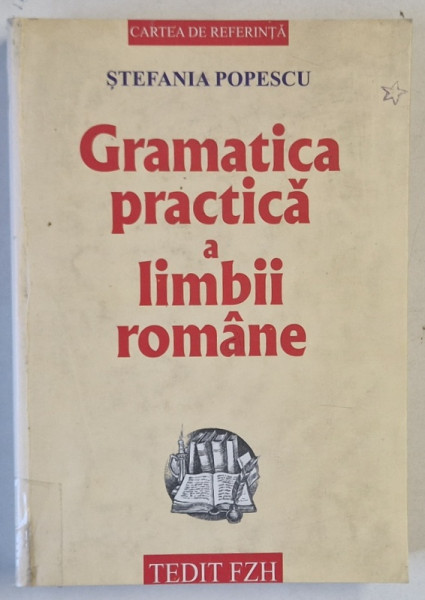 CARTEA DE REFERINȚĂ
ȘTEFANIA POPESCU
Gramatica
practică
a
limbii
române
TEDIT FZH